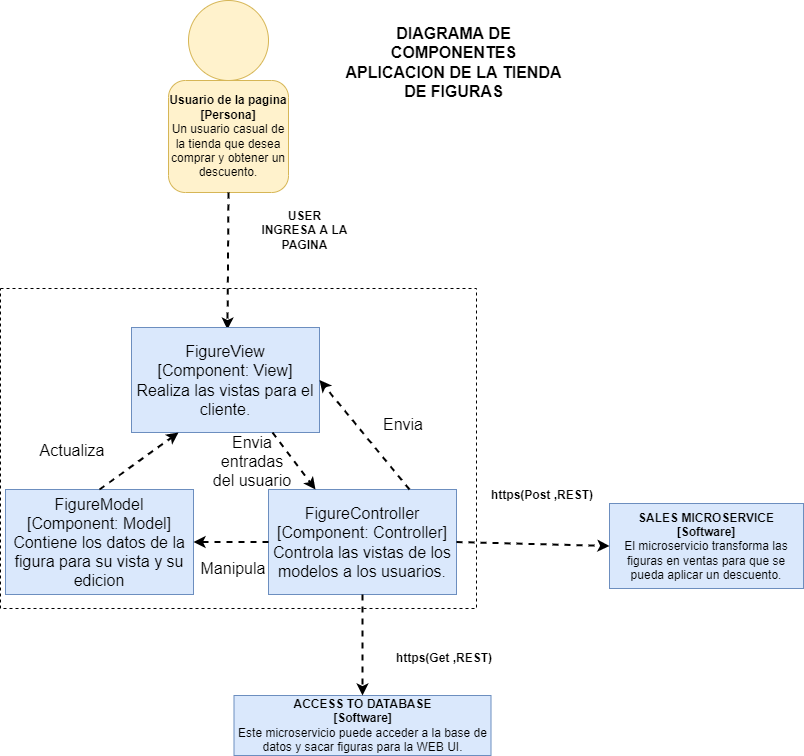 DIAGRAMA DE
COMPONENTES
APLICACION DE LA TIENDA
DE FIGURAS
Usuario de la pagina
[Persona]
Un usuario casual de
la tienda que desea
comprar y obtener un
descuento.
USER
INGRESA A LA
PAGINA
FigureView
[Component: View]
Realiza las vistas para el
cliente.
Actualiza
Envia
entradas
del usuario
Envia
FigureModel
[Component: Model]
Contiene los datos de la
figura para su vista y su
edicion
Manipula
FigureController
[Component: Controller]
Controla las vistas de los
modelos a los usuarios.
https(Post ,REST)
SALES MICROSERVICE
[Software]
El microservicio transforma las
figuras en ventas para que se
pueda aplicar un descuento.
https(Get ,REST)
ACCESS TO DATABASE
[Software]
Este microservicio puede acceder a la base de
datos y sacar figuras para la WEB UI.